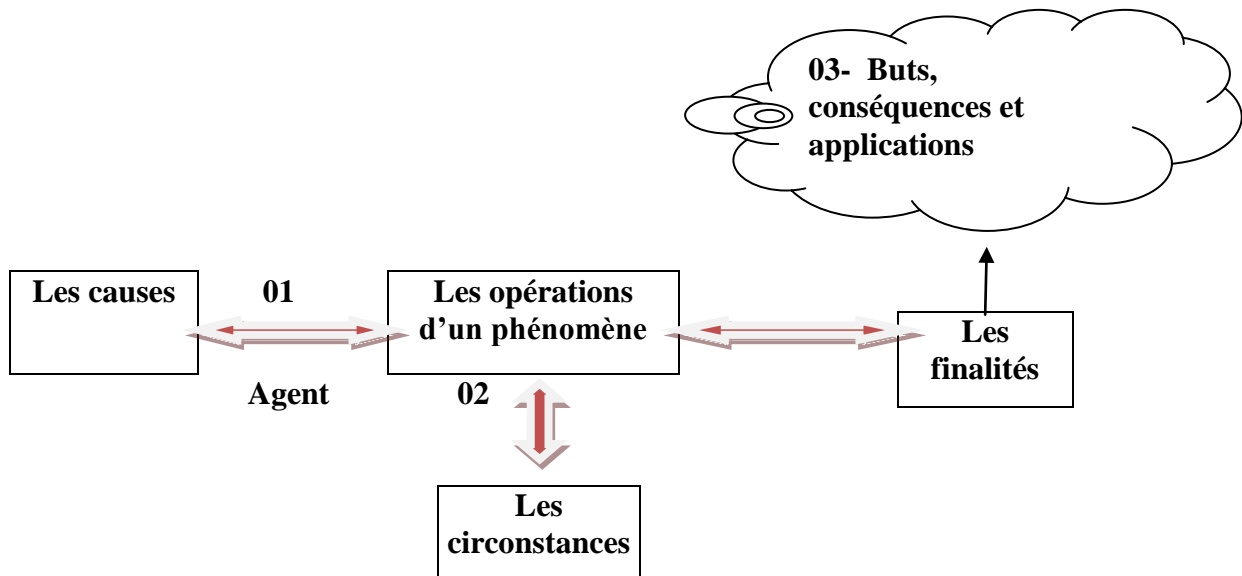 03- Buts,
conséquences et
applications
Les causes
01
Agent
Les opérations
d'un phénomène
02
Les
finalités
Les
circonstances